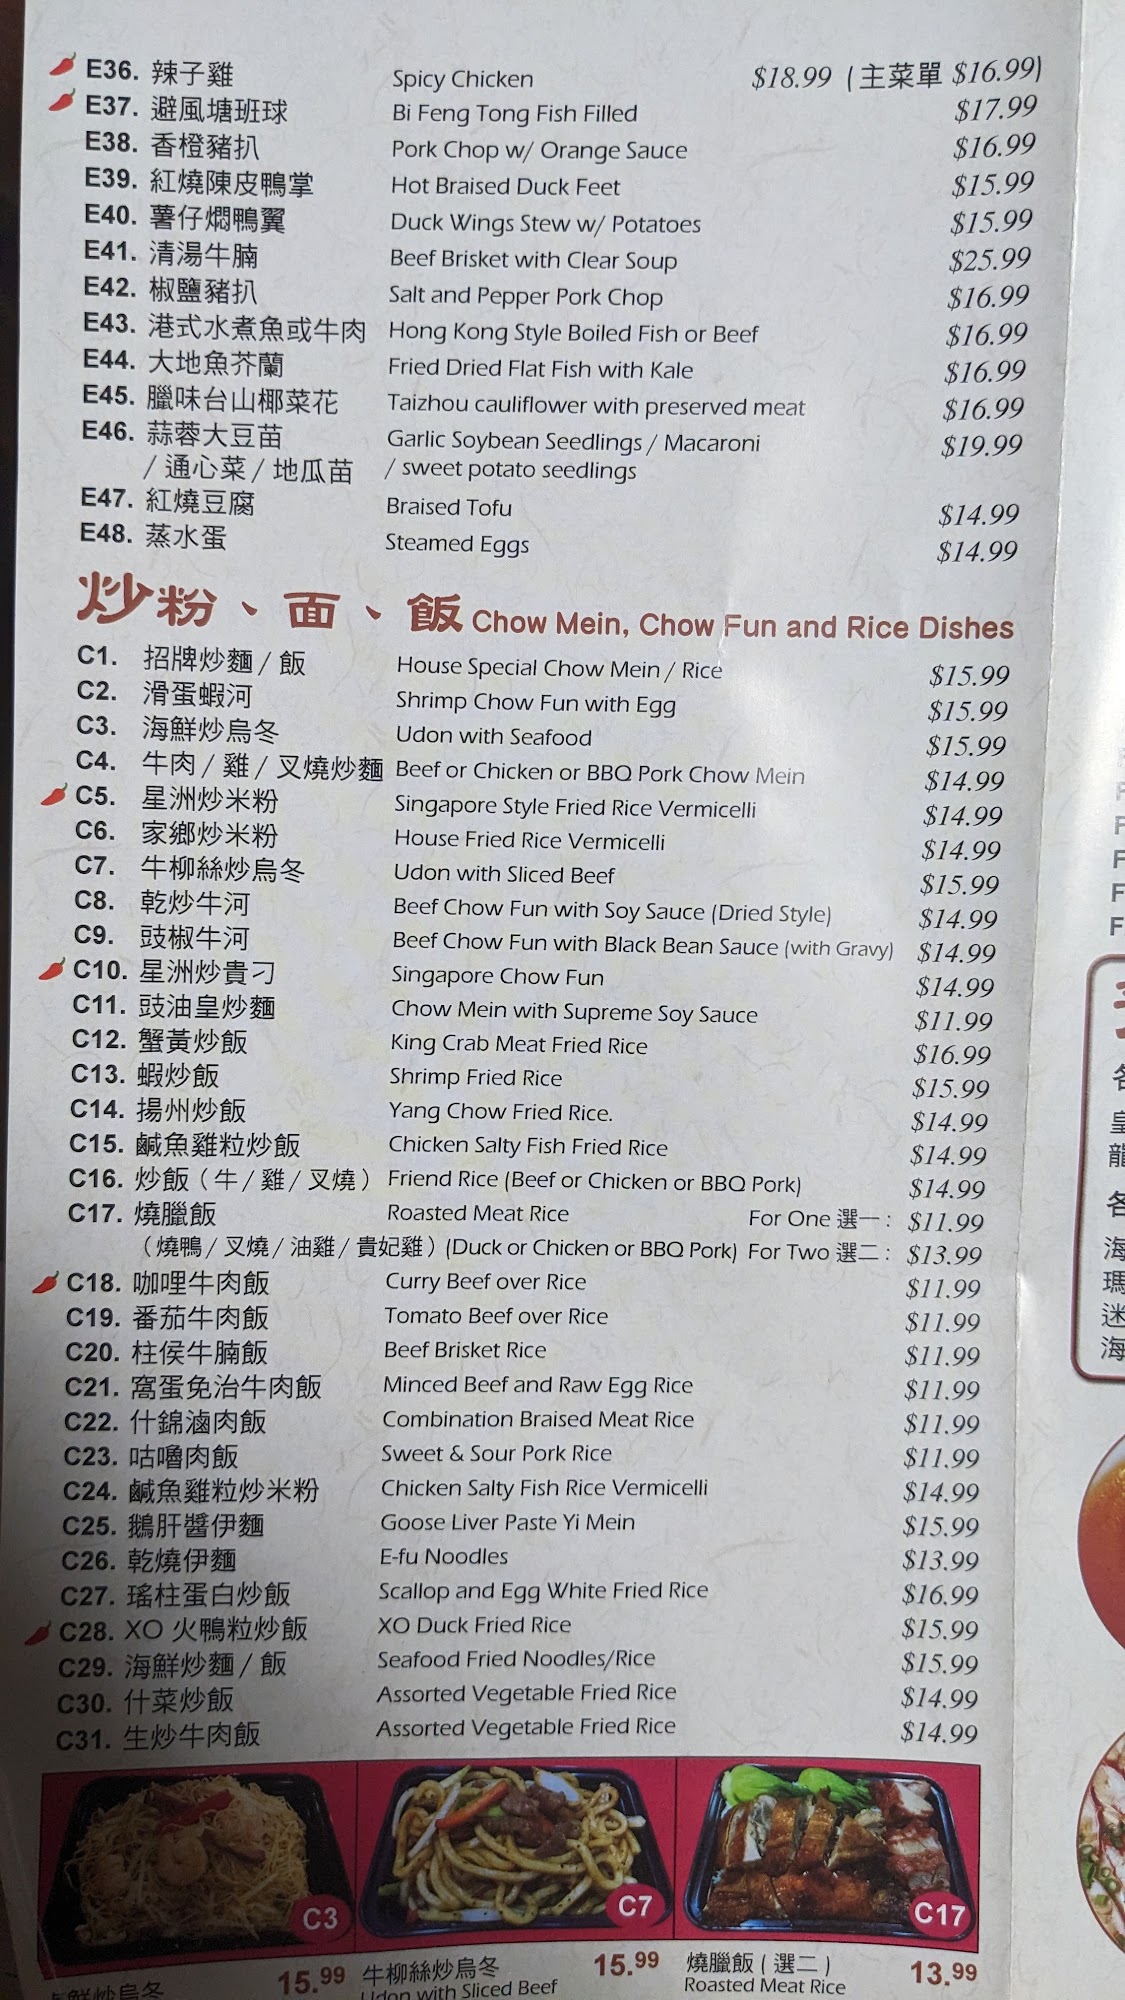 E36. 辣子雞 Spicy Chicken $18.99 (主菜單 $16.99)
E37. 避風塘班球 Bi Feng Tong Fish Filled $17.99
E38. 香橙豬扒 Pork Chop w/ Orange Sauce $16.99
E39. 紅燒陳皮鴨掌 Hot Braised Duck Feet $15.99
E40. 薯仔燜鴨翼 Duck Wings Stew w/ Potatoes $15.99
E41. 清湯牛腩 Beef Brisket with Clear Soup $25.99
E42. 椒鹽豬扒 Salt and Pepper Pork Chop $16.99
E43. 港式水煮魚或牛肉 Hong Kong Style Boiled Fish or Beef $16.99
E44. 大地魚芥蘭 Fried Dried Flat Fish with Kale $16.99
E45. 臘味台山椰菜花 Taizhou cauliflower with preserved meat $16.99
E46. 蒜蓉大豆苗 Garlic Soybean Seedlings / Macaroni $19.99
/ 通心菜 / 地瓜苗 / sweet potato seedlings
E47. 紅燒豆腐 Braised Tofu $14.99
E48. 蒸水蛋 Steamed Eggs $14.99
炒粉、面、飯 Chow Mein, Chow Fun and Rice Dishes
C1. 招牌炒麵 / 飯 House Special Chow Mein / Rice $15.99
C2. 滑蛋蝦河 Shrimp Chow Fun with Egg $15.99
C3. 海鮮炒烏冬 Udon with Seafood $15.99
C4. 牛肉 / 雞 / 叉燒炒麵 Beef or Chicken or BBQ Pork Chow Mein $14.99
C5. 星洲炒米粉 Singapore Style Fried Rice Vermicelli $14.99
C6. 家鄉炒米粉 House Fried Rice Vermicelli $14.99
C7. 牛柳絲炒烏冬 Udon with Sliced Beef $15.99
C8. 乾炒牛河 Beef Chow Fun with Soy Sauce (Dried Style) $14.99
C9. 豉椒牛河 Beef Chow Fun with Black Bean Sauce (with Gravy) $14.99
C10. 星洲炒貴刁 Singapore Chow Fun $14.99
C11. 豉油皇炒麵 Chow Mein with Supreme Soy Sauce $11.99
C12. 蟹黃炒飯 King Crab Meat Fried Rice $16.99
C13. 蝦炒飯 Shrimp Fried Rice $15.99
C14. 揚州炒飯 Yang Chow Fried Rice. $14.99
C15. 鹹魚雞粒炒飯 Chicken Salty Fish Fried Rice $14.99
C16. 炒飯 ( 牛 / 雞 / 叉燒 ) Friend Rice (Beef or Chicken or BBQ Pork) $14.99
C17. 燒臘飯 Roasted Meat Rice For One 選一 : $11.99
( 燒鴨 / 叉燒 / 油雞 / 貴妃雞 ) (Duck or Chicken or BBQ Pork) For Two 選二 : $13.99
C18. 咖哩牛肉飯 Curry Beef over Rice $11.99
C19. 番茄牛肉飯 Tomato Beef over Rice $11.99
C20. 柱侯牛腩飯 Beef Brisket Rice $11.99
C21. 窩蛋免治牛肉飯 Minced Beef and Raw Egg Rice $11.99
C22. 什錦滷肉飯 Combination Braised Meat Rice $11.99
C23. 咕嚕肉飯 Sweet & Sour Pork Rice $11.99
C24. 鹹魚雞粒炒米粉 Chicken Salty Fish Rice Vermicelli $14.99
C25. 鵝肝醬伊麵 Goose Liver Paste Yi Mein $15.99
C26. 乾燒伊麵 E-fu Noodles $13.99
C27. 瑤柱蛋白炒飯 Scallop and Egg White Fried Rice $16.99
C28. XO 火鴨粒炒飯 XO Duck Fried Rice $15.99
C29. 海鮮炒麵 / 飯 Seafood Fried Noodles/Rice $15.99
C30. 什菜炒飯 Assorted Vegetable Fried Rice $14.99
C31. 生炒牛肉飯 Assorted Vegetable Fried Rice $14.99
C3 C7 C17
鮮炒烏冬 15.99 牛柳絲炒烏冬 15.99 燒臘飯 ( 選二 ) 13.99
Udon with Sliced Beef Roasted Meat Rice